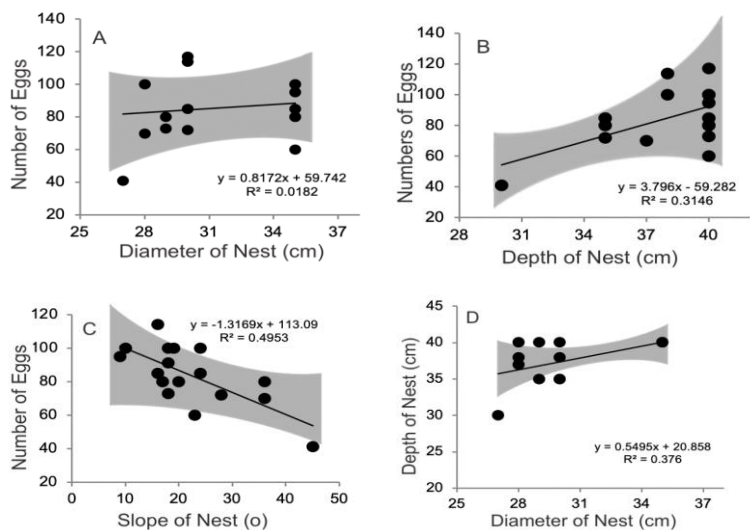 A
Number of Eggs
140
120
100
80
60
40
20
25
27
29
31
33
35
37
y = 0.8172x + 59.742
R² = 0.0182
Diameter of Nest (cm)
B
Numbers of Eggs
140
120
100
80
60
40
20
28
31
34
37
40
y = 3.796x - 59.282
R² = 0.3146
Depth of Nest (cm)
C
Number of Eggs
120
100
80
60
40
20
0
10
20
30
40
50
y = -1.3169x + 113.09
R² = 0.4953
Slope of Nest (o)
D
Depth of Nest (cm)
45
40
35
30
25
20
25
28
31
34
37
y = 0.5495x + 20.858
R² = 0.376
Diameter of Nest (cm)